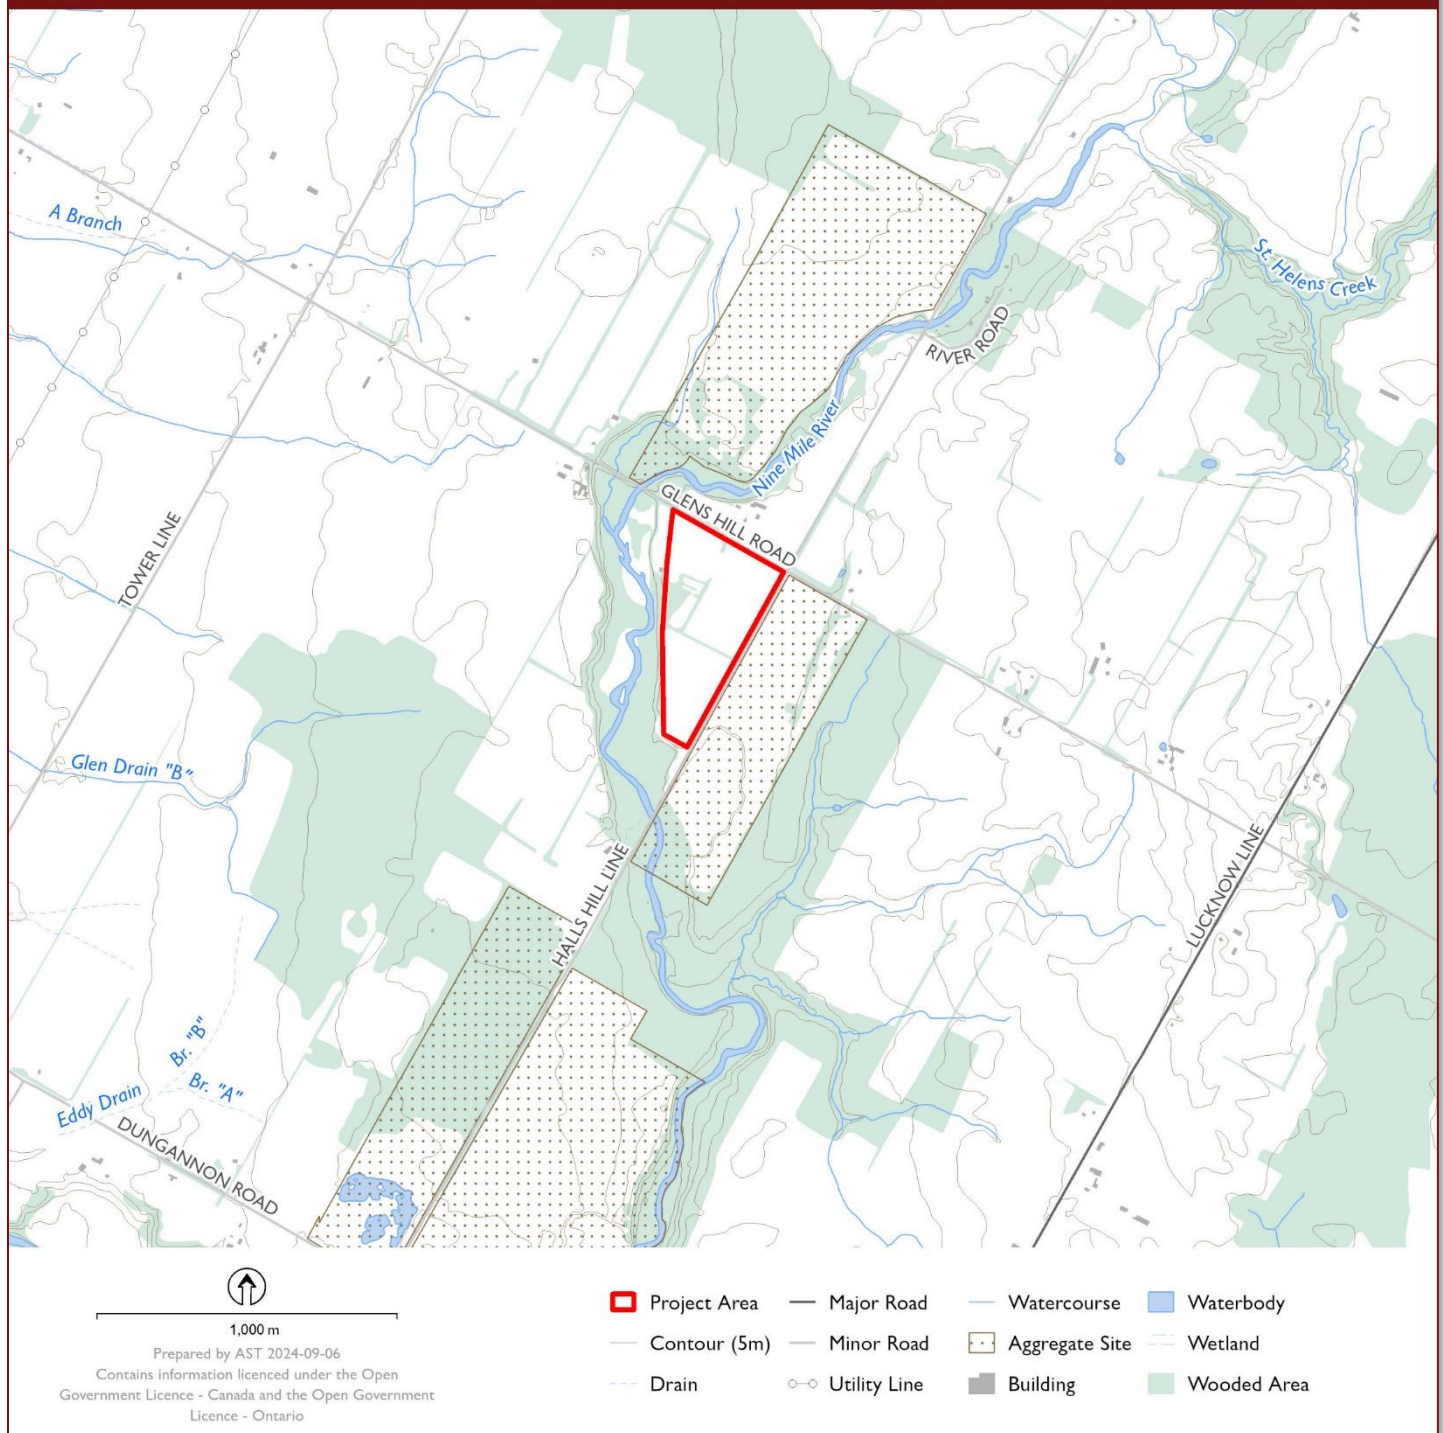 A Branch
St. Helens Creek
RIVER ROAD
Nine Mile River
GLENS HILL ROAD
TOWER LINE
Glen Drain "B"
HALLS HILL LINE
LUCKNOW LINE
Br. "B"
Br. "A"
Eddy Drain
DUNGANNON ROAD
1,000 m
Prepared by AST 2024-09-06
Contains information licenced under the Open
Government Licence - Canada and the Open Government
Licence - Ontario
Project Area
Major Road
Watercourse
Waterbody
Contour (5m)
Minor Road
Aggregate Site
Wetland
Drain
Utility Line
Building
Wooded Area